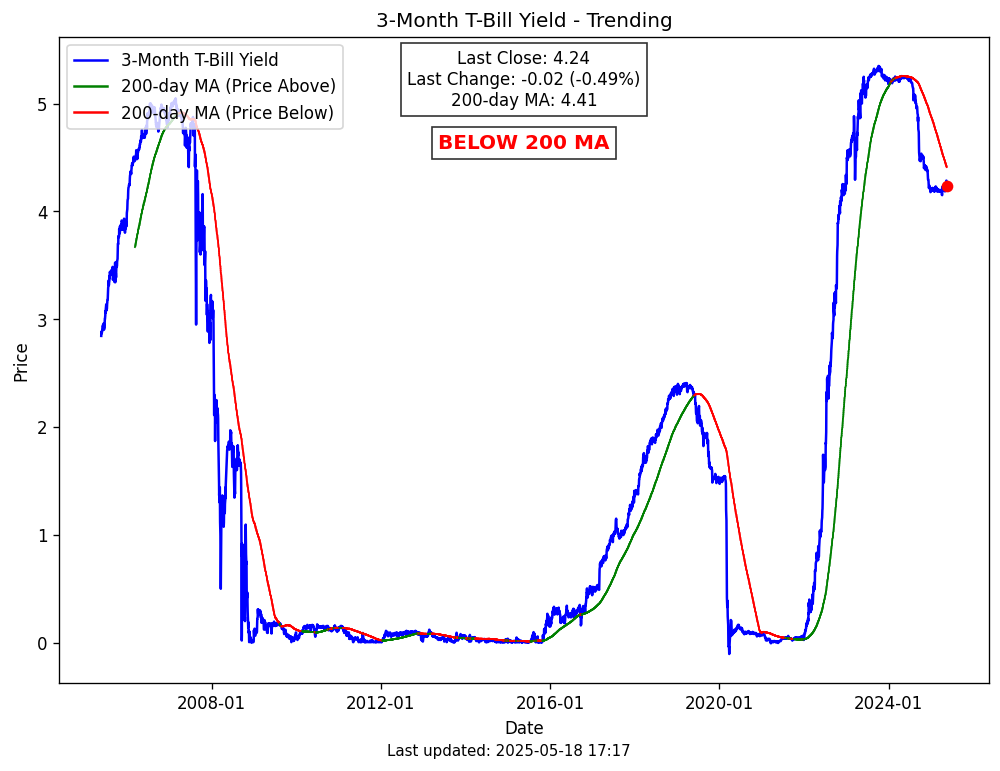 3-Month T-Bill Yield - Trending
3-Month T-Bill Yield
200-day MA (Price Above)
200-day MA (Price Below)
Last Close: 4.24
Last Change: -0.02 (-0.49%)
200-day MA: 4.41
BELOW 200 MA
Price
5
4
3
2
1
0
2008-01
2012-01
2016-01
2020-01
2024-01
Date
Last updated: 2025-05-18 17:17